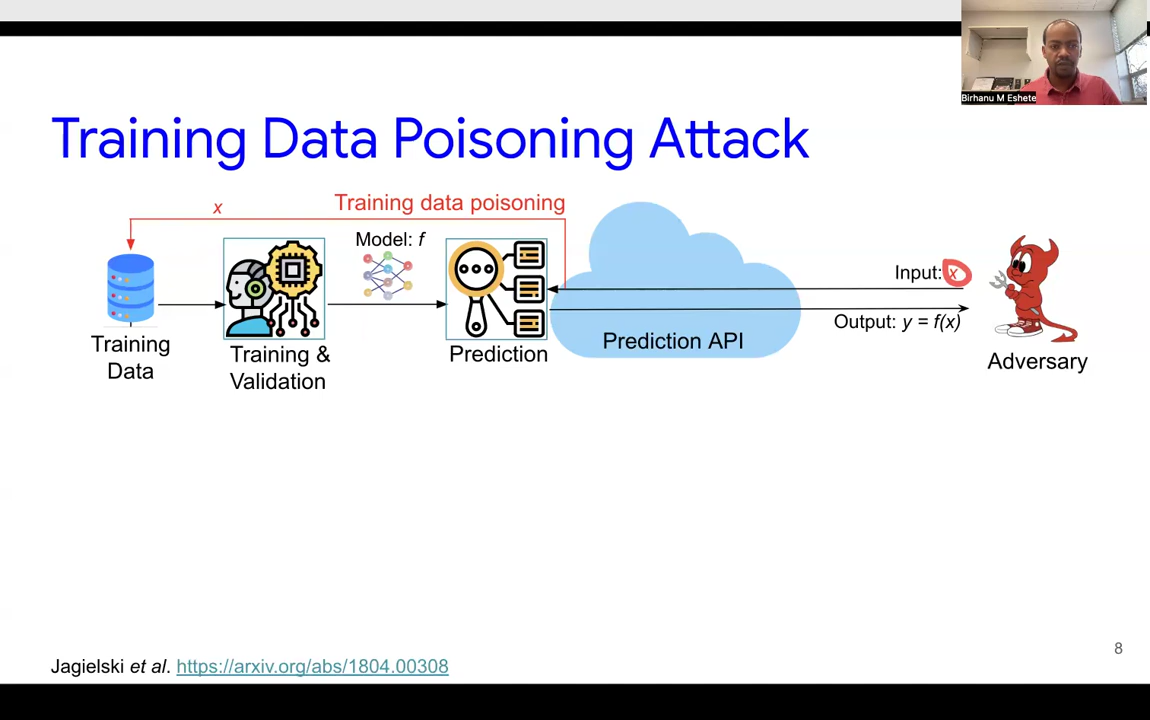 Birhanu M Eshete
Training Data Poisoning Attack
x
Training data poisoning
Model: f
Input: x
Output: y = f(x)
Training
Data
Training &
Validation
Prediction
Prediction API
Adversary
8
Jagielski et al. https://arxiv.org/abs/1804.00308